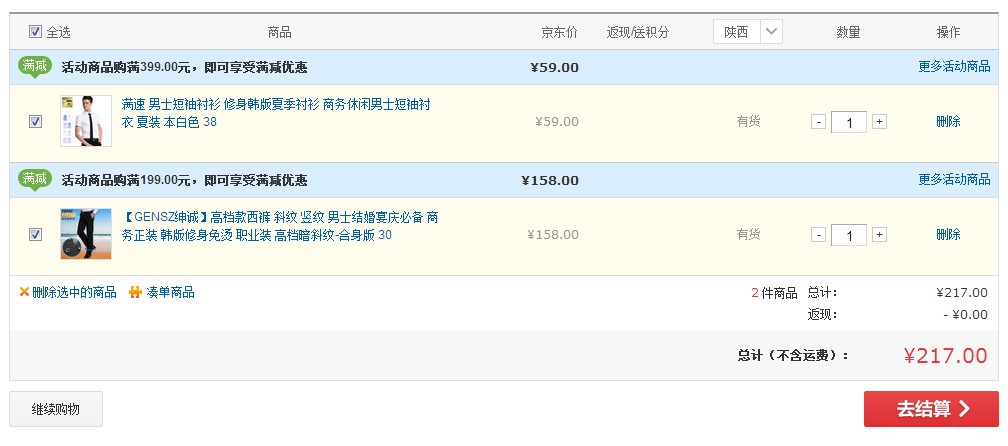 全选 商品 京东价 返现/送积分 陕西 数量 操作
满减 活动商品购满399.00元，即可享受满减优惠 ¥59.00 更多活动商品
满速 男士短袖衬衫 修身韩版夏季衬衫 商务休闲男士短袖衬
衣 夏装 本白色 38
¥59.00 有货 - 1 + 删除
满减 活动商品购满199.00元，即可享受满减优惠 ¥158.00 更多活动商品
【GENSZ绅诚】高档款西裤 斜纹 竖纹 男士结婚宴庆必备 商
务正装 韩版修身免烫 职业装 高档暗斜纹-合身版 30
¥158.00 有货 - 1 + 删除
删除选中的商品 凑单商品 2 件商品 总计： ¥217.00
返现： - ¥0.00
总计（不含运费）： ¥217.00
继续购物 去结算